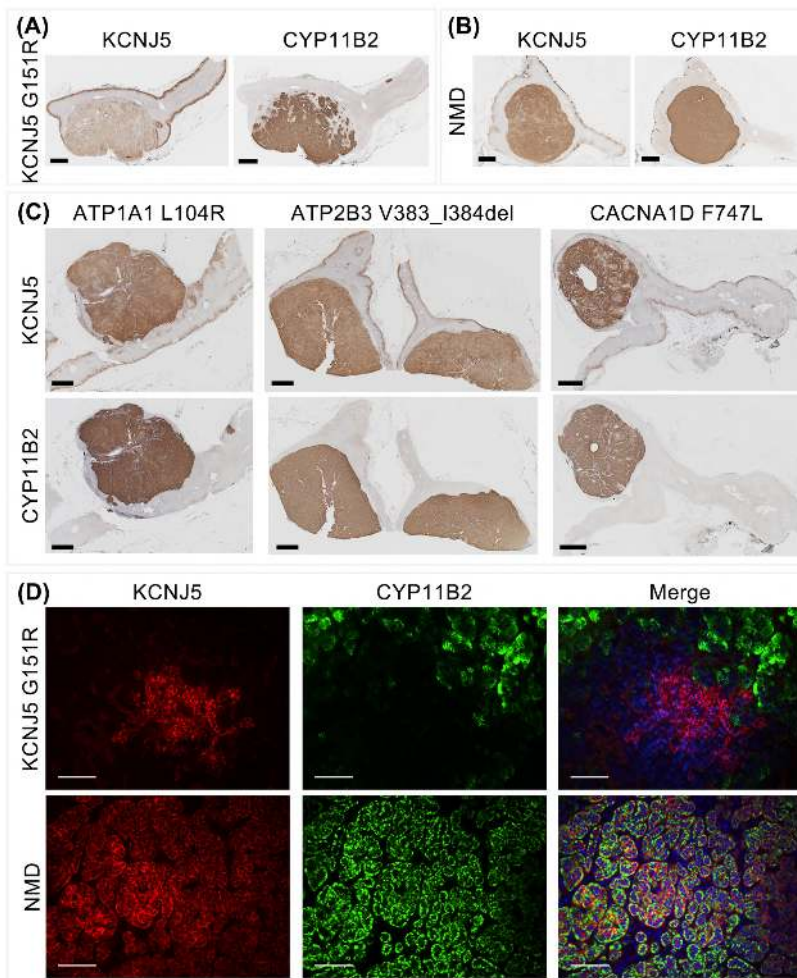 (A)
KCNJ5 CYP11B2
KCNJ5 G151R
(B)
KCNJ5 CYP11B2
NMD
(C)
ATP1A1 L104R ATP2B3 V383_I384del CACNA1D F747L
KCNJ5
CYP11B2
(D)
KCNJ5 CYP11B2 Merge
KCNJ5 G151R
NMD